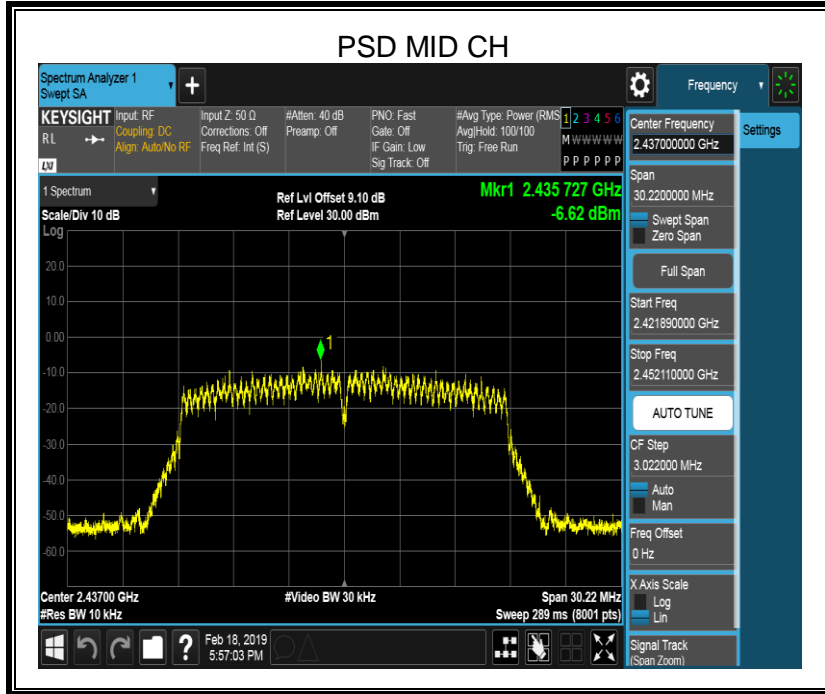 PSD MID CH
Spectrum Analyzer 1
Swept SA
+
Frequency
KEYSIGHT
RL
LXI
Input: RF
Coupling: DC
Align: Auto/No RF
Input Z: 50 Ω
Corrections: Off
Freq Ref: Int (S)
#Atten: 40 dB
Preamp: Off
PNO: Fast
Gate: Off
IF Gain: Low
Sig Track: Off
#Avg Type: Power (RMS
Avg|Hold: 100/100
Trig: Free Run
1 2 3 4 5 6
M W W W W W
P P P P P P
1 Spectrum
Scale/Div 10 dB
Log
Ref Lvl Offset 9.10 dB
Ref Level 30.00 dBm
Mkr1 2.435 727 GHz
-6.62 dBm
20.0
10.0
0.00
-10.0
-20.0
-30.0
-40.0
-50.0
-60.0
1
Center 2.43700 GHz
#Res BW 10 kHz
#Video BW 30 kHz
Span 30.22 MHz
Sweep 289 ms (8001 pts)
?
Feb 18, 2019
5:57:03 PM
Center Frequency
2.437000000 GHz
Settings
Span
30.2200000 MHz
Swept Span
Zero Span
Full Span
Start Freq
2.421890000 GHz
Stop Freq
2.452110000 GHz
AUTO TUNE
CF Step
3.022000 MHz
Auto
Man
Freq Offset
0 Hz
X Axis Scale
Log
Lin
Signal Track
(Span Zoom)